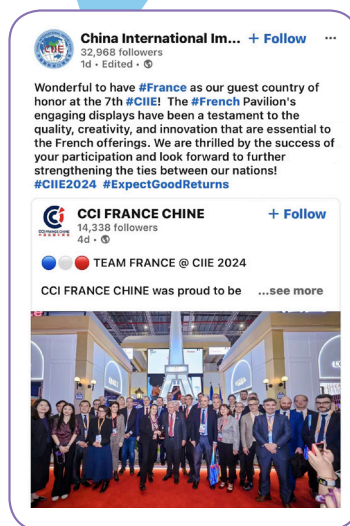 China International Im... + Follow ...
32,968 followers
1d • Edited •
Wonderful to have #France as our guest country of
honor at the 7th #CIIE! The #French Pavilion's
engaging displays have been a testament to the
quality, creativity, and innovation that are essential to
the French offerings. We are thrilled by the success of
your participation and look forward to further
strengthening the ties between our nations!
#CIIE2024 #ExpectGoodReturns
CCI FRANCE CHINE + Follow
14,338 followers
4d •
TEAM FRANCE @ CIIE 2024
CCI FRANCE CHINE was proud to be ...see more